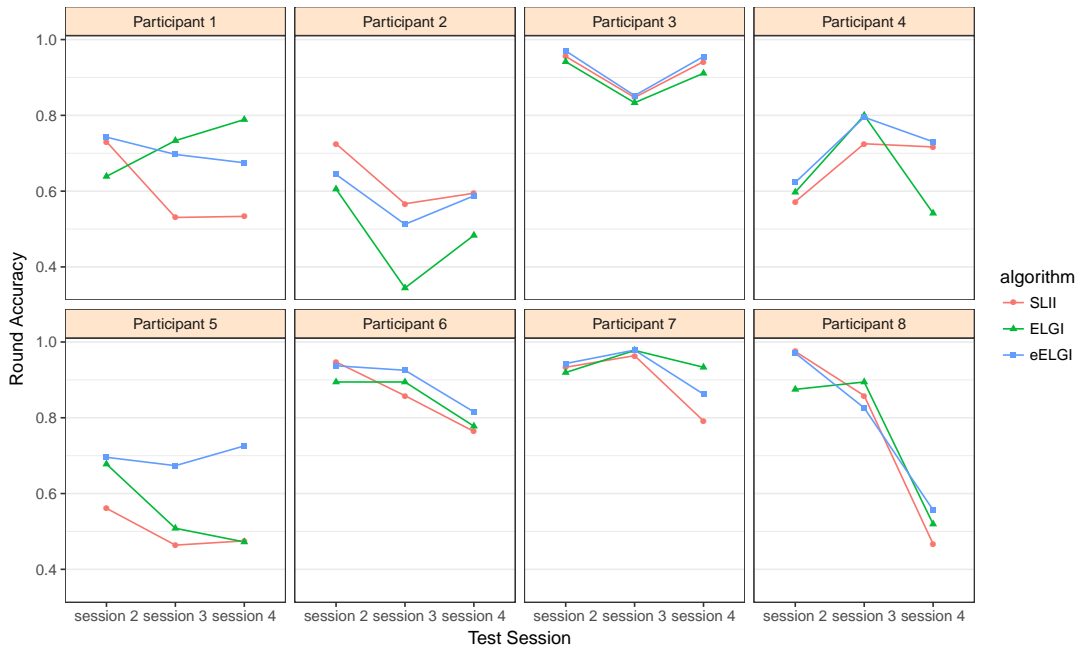 Participant 1 Participant 2 Participant 3 Participant 4
1.0
0.8
0.6
0.4
Participant 5 Participant 6 Participant 7 Participant 8
1.0
0.8
0.6
0.4
session 2 session 3 session 4 session 2 session 3 session 4 session 2 session 3 session 4 session 2 session 3 session 4
Test Session
Round Accuracy
algorithm
SLII
ELGI
eELGI